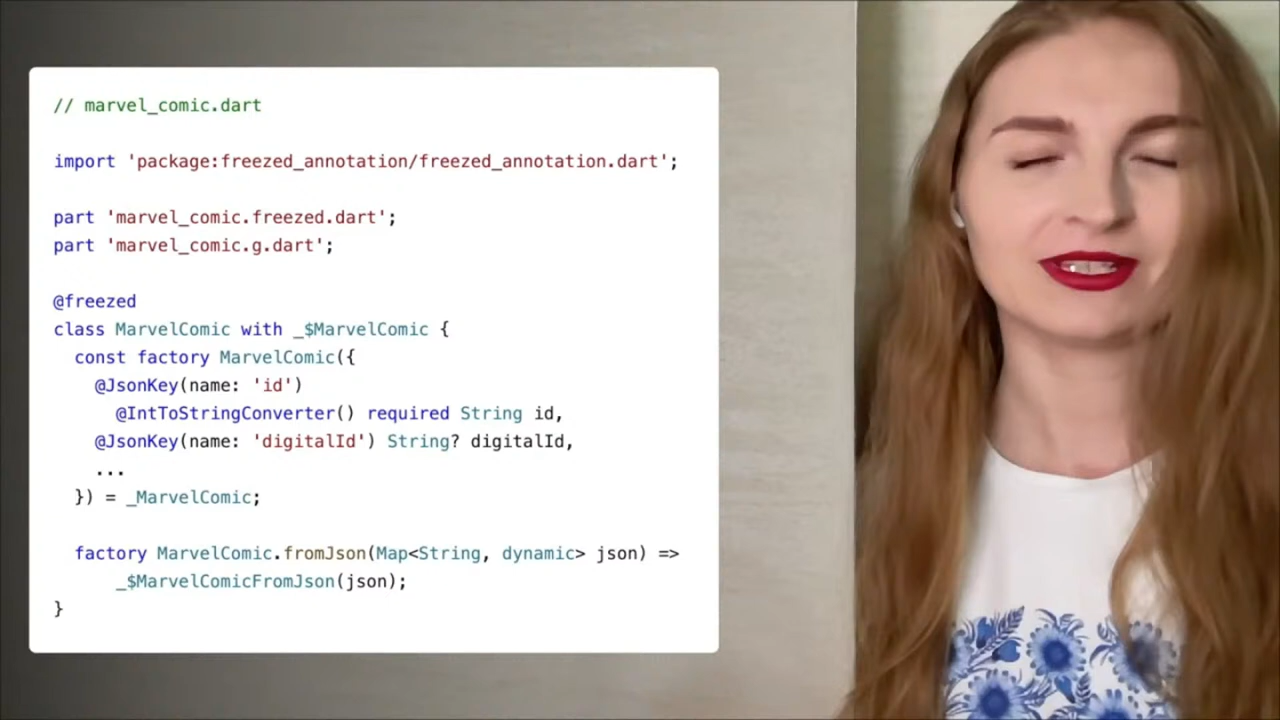 // marvel_comic.dart
import 'package:freezed_annotation/freezed_annotation.dart';
part 'marvel_comic.freezed.dart';
part 'marvel_comic.g.dart';
@freezed
class MarvelComic with _$MarvelComic {
const factory MarvelComic({
@JsonKey(name: 'id')
@IntToStringConverter() required String id,
@JsonKey(name: 'digitalId') String? digitalId,
...
}) = _MarvelComic;
factory MarvelComic.fromJson(Map<String, dynamic> json) =>
_$MarvelComicFromJson(json);
}